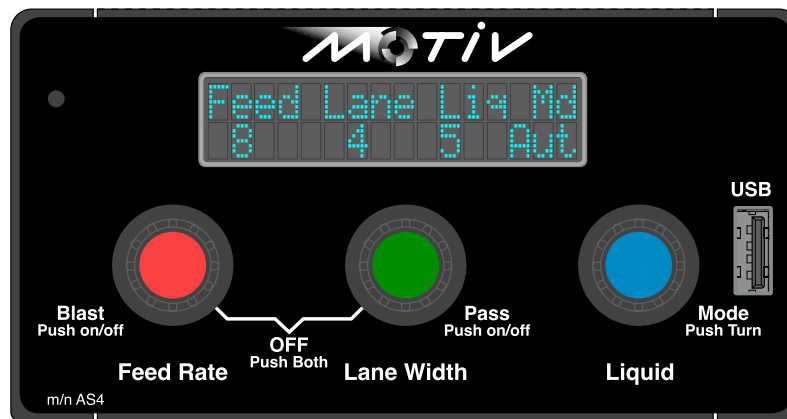 MOTIV
Feed Lane Liq Md
8 4 5 Aut
USB
Blast
Push on/off
OFF
Push Both
Pass
Push on/off
Mode
Push Turn
Feed Rate
Lane Width
Liquid
m/n AS4